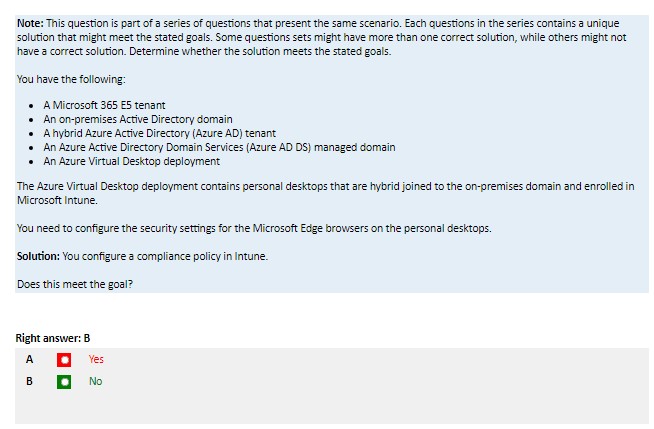 Note: This question is part of a series of questions that present the same scenario. Each questions in the series contains a unique
solution that might meet the stated goals. Some questions sets might have more than one correct solution, while others might not
have a correct solution. Determine whether the solution meets the stated goals.
You have the following:
• A Microsoft 365 E5 tenant
• An on-premises Active Directory domain
• A hybrid Azure Active Directory (Azure AD) tenant
• An Azure Active Directory Domain Services (Azure AD DS) managed domain
• An Azure Virtual Desktop deployment
The Azure Virtual Desktop deployment contains personal desktops that are hybrid joined to the on-premises domain and enrolled in
Microsoft Intune.
You need to configure the security settings for the Microsoft Edge browsers on the personal desktops.
Solution: You configure a compliance policy in Intune.
Does this meet the goal?
Right answer: B
A Yes
B No